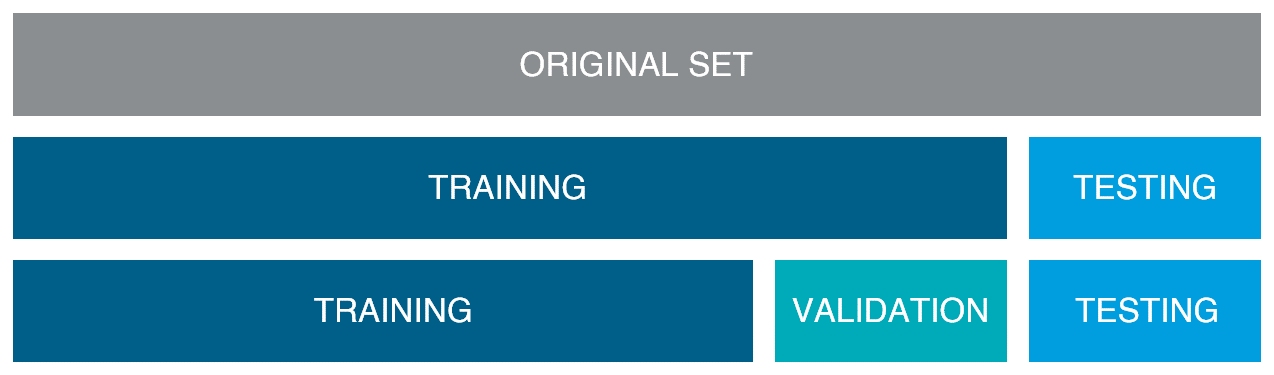 ORIGINAL SET
TRAINING TESTING
TRAINING VALIDATION TESTING